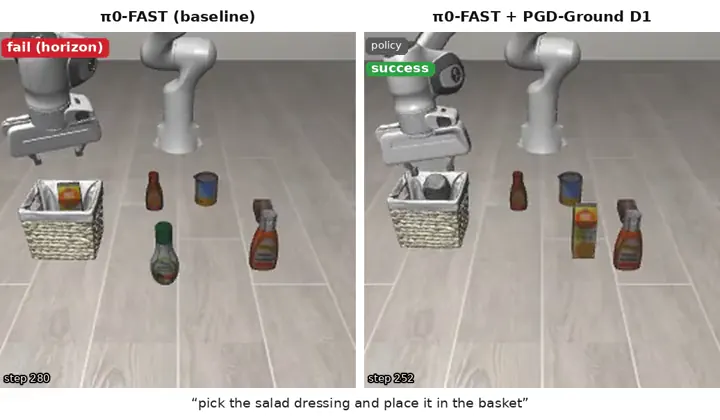 π0-FAST (baseline)
π0-FAST + PGD-Ground D1
fail (horizon)
policy
success
step 280
step 252
“pick the salad dressing and place it in the basket”